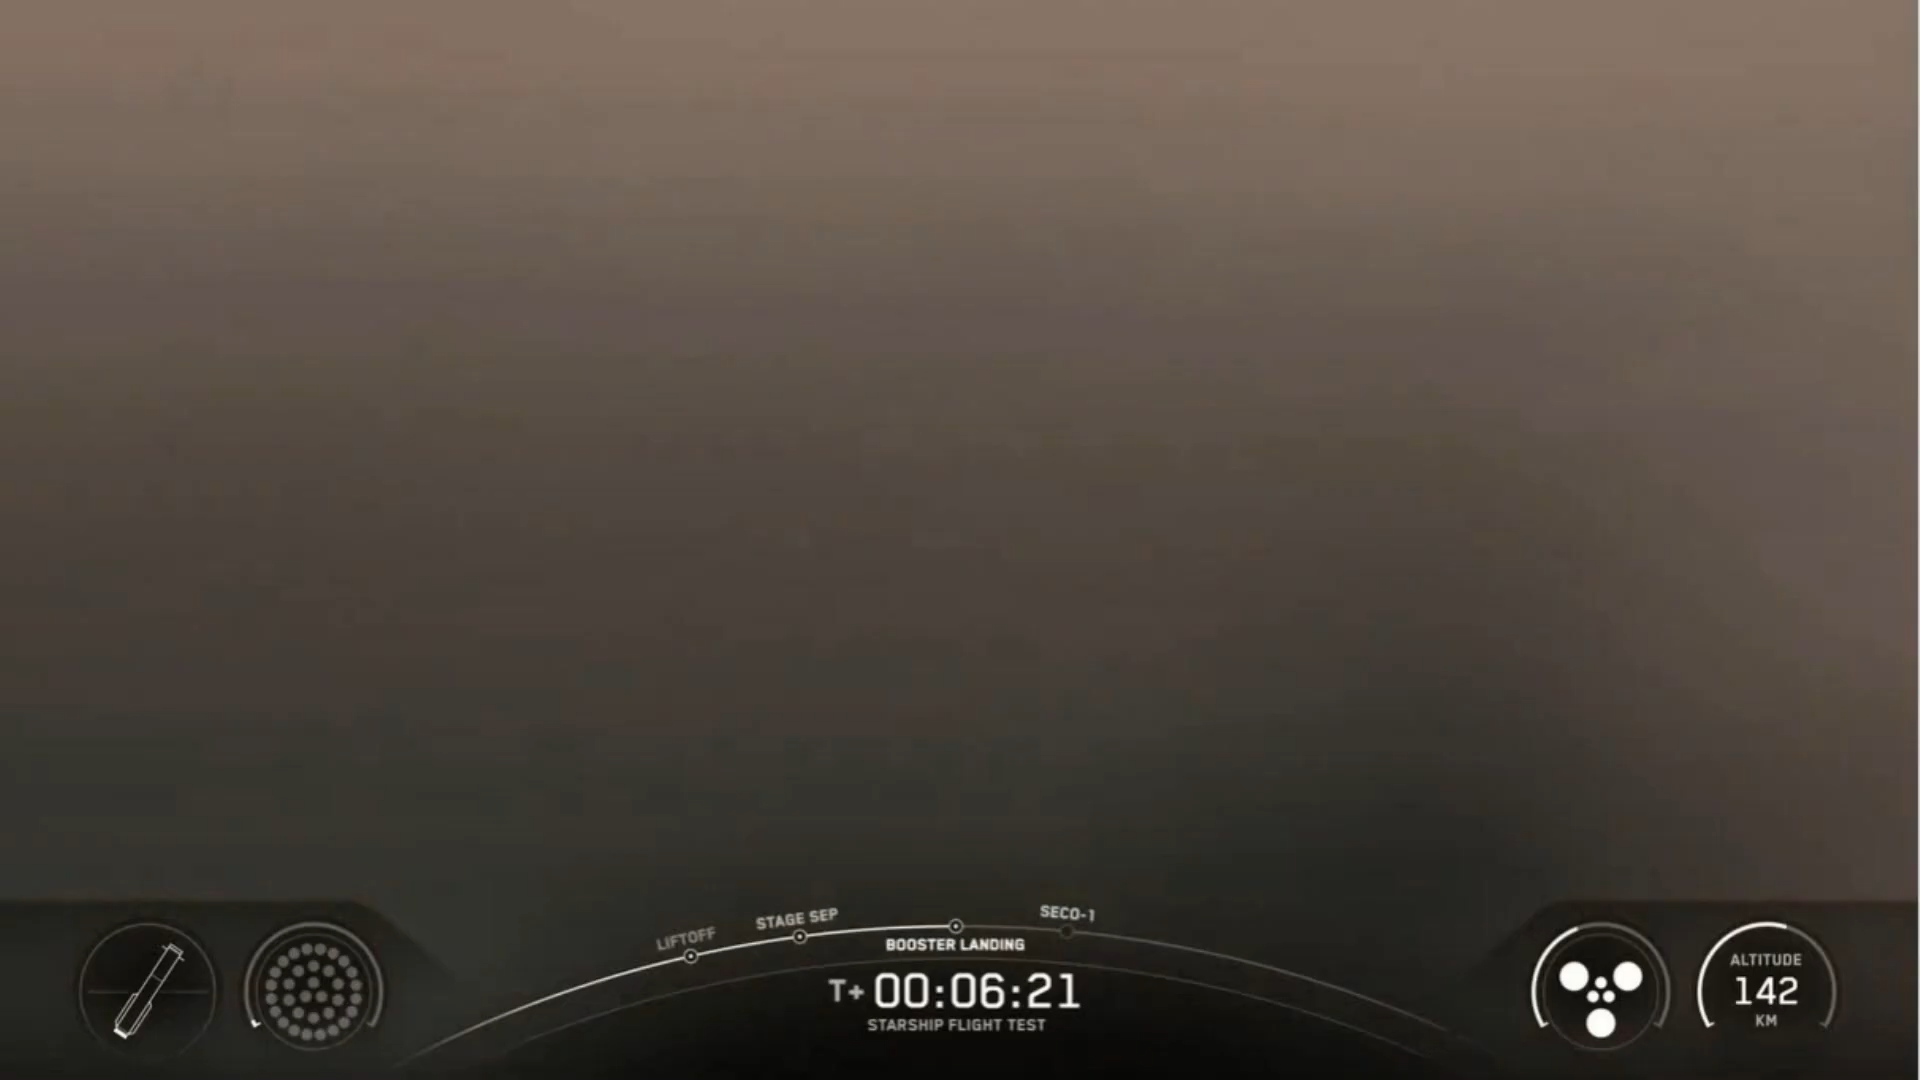 LIFTOFF
STAGE SEP
BOOSTER LANDING
SECO-1
T+ 00:06:21
STARSHIP FLIGHT TEST
ALTITUDE
142
KM